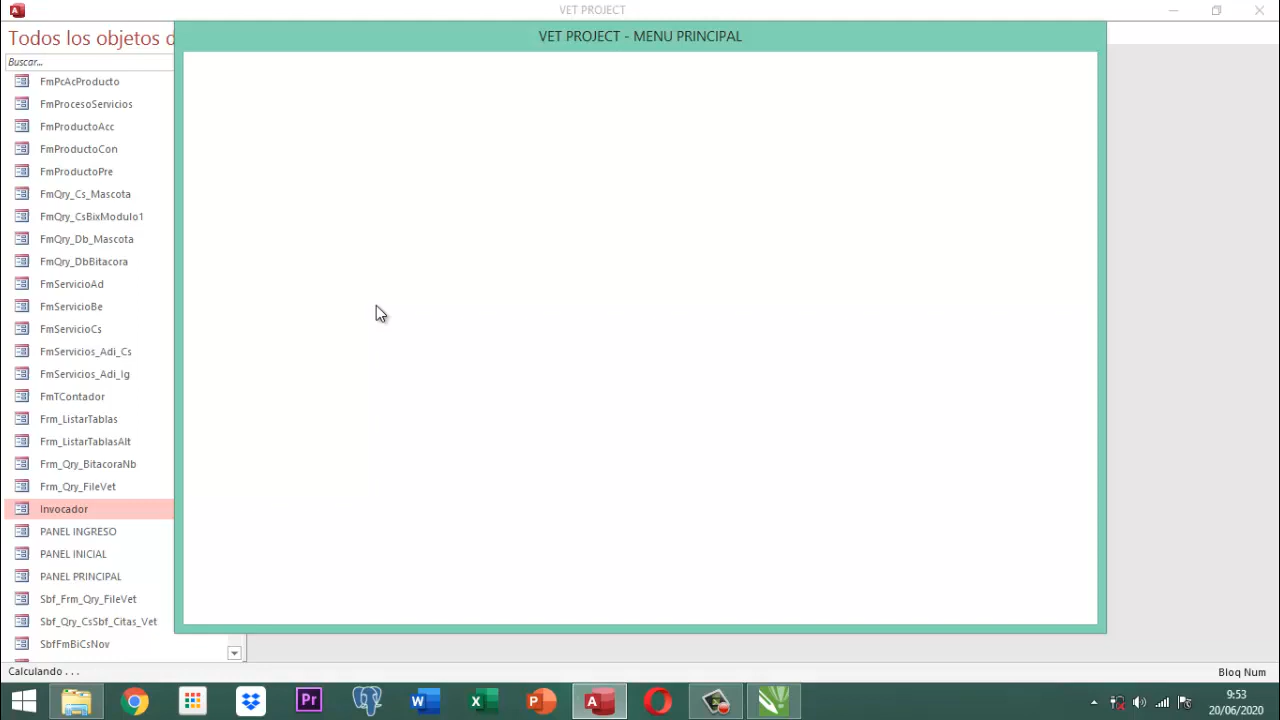 VET PROJECT
Todos los objetos d
VET PROJECT - MENU PRINCIPAL
Buscar...
FmPcAcProducto
FmProcesoServicios
FmProductoAcc
FmProductoCon
FmProductoPre
FmQry_Cs_Mascota
FmQry_CsBixModulo1
FmQry_Db_Mascota
FmQry_DbBitacora
FmServicioAd
FmServicioBe
FmServicioCs
FmServicios_Adi_Cs
FmServicios_Adi_Ig
FmTContador
Frm_ListarTablas
Frm_ListarTablasAlt
Frm_Qry_BitacoraNb
Frm_Qry_FileVet
Invocador
PANEL INGRESO
PANEL INICIAL
PANEL PRINCIPAL
Sbf_Frm_Qry_FileVet
Sbf_Qry_CsSbf_Citas_Vet
SbfFmBiCsNov
Calculando . . .
Bloq Num
9:53
20/06/2020